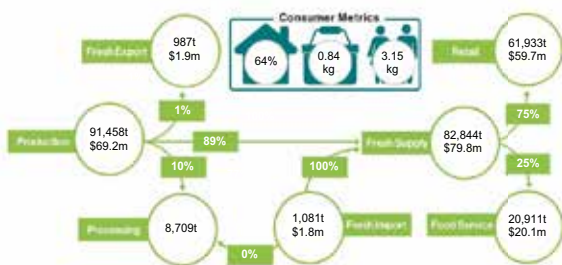 Consumer Metrics
987t
$1.9m
Fresh Export
64%
0.84
kg
3.15
kg
61,933t
$59.7m
Retail
1%
75%
91,458t
$69.2m
Production
89%
82,844t
$79.8m
Fresh Supply
10%
100%
25%
8,709t
Processing
1,081t
$1.8m
Fresh Import
20,911t
$20.1m
Food Service
0%